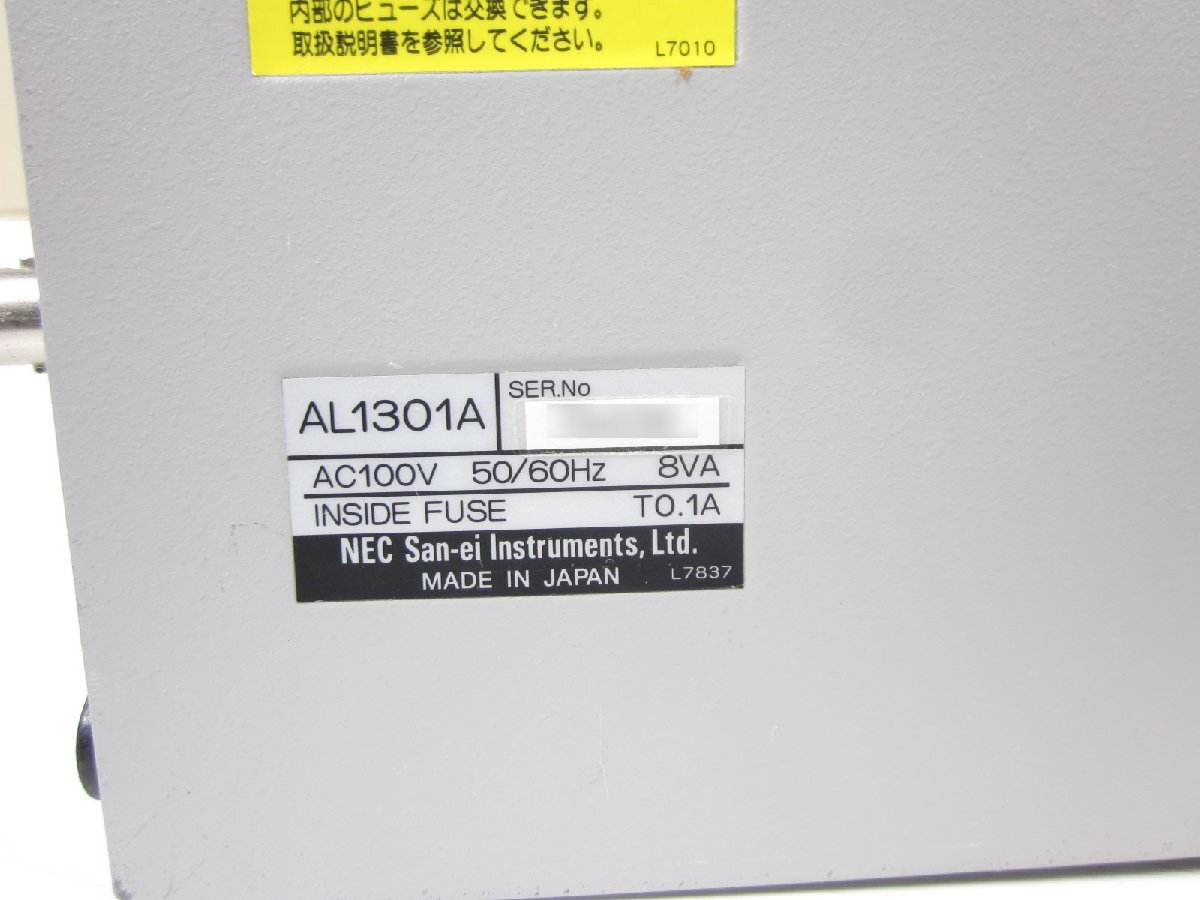 内部のヒューズは交換できます。
取扱説明書を参照してください。
L7010
AL1301A
SER.No
AC100V 50/60Hz 8VA
INSIDE FUSE T0.1A
NEC San-ei Instruments, Ltd.
MADE IN JAPAN L7837